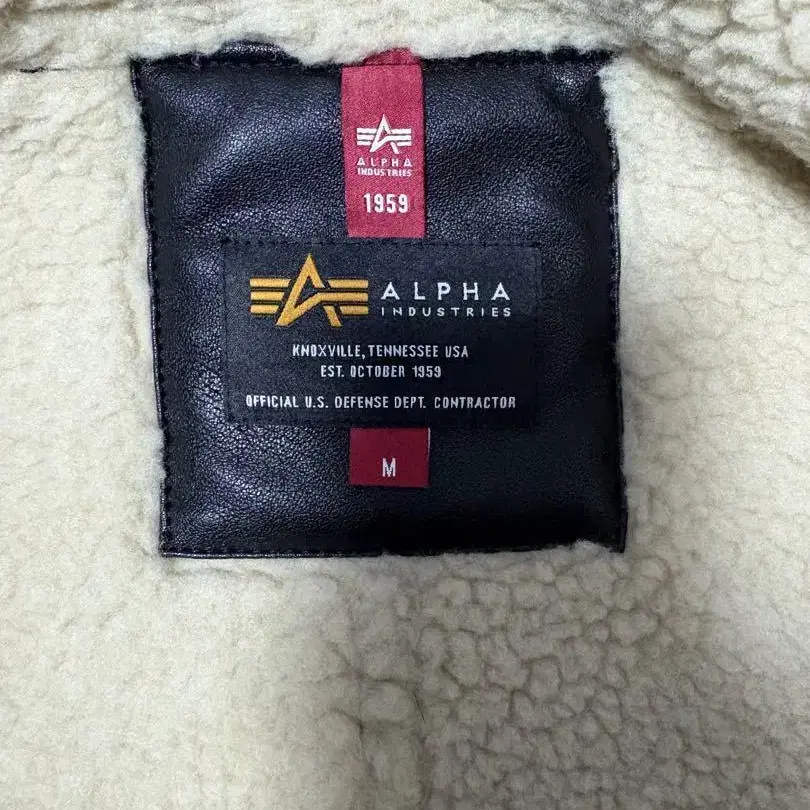 ALPHA
INDUSTRIES
1959
ALPHA
INDUSTRIES
KNOXVILLE, TENNESSEE USA
EST. OCTOBER 1959
OFFICIAL U.S. DEFENSE DEPT. CONTRACTOR
M